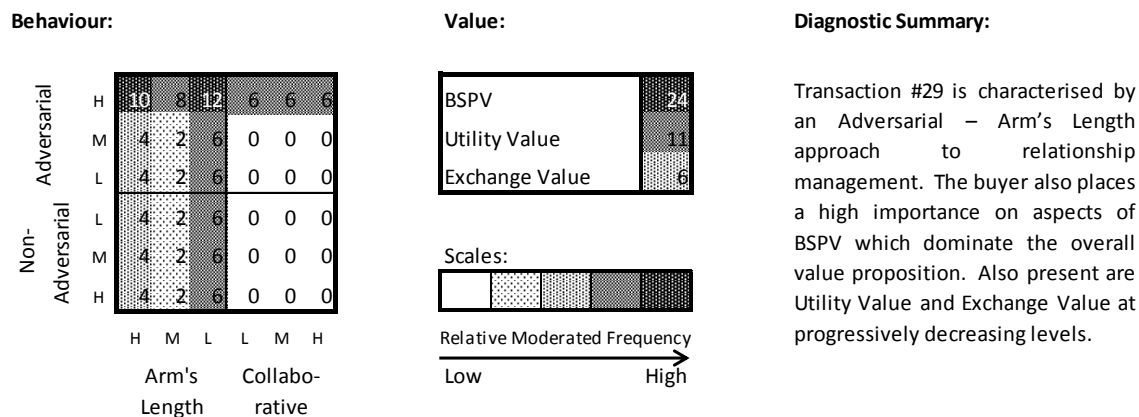 Behaviour:
Value:
Diagnostic Summary:
Adversarial
H 10 8 12 6 6 6
M 4 2 6 0 0 0
L 4 2 6 0 0 0
Non-
Adversarial
L 4 2 6 0 0 0
M 4 2 6 0 0 0
H 4 2 6 0 0 0
H M L L M H
Arm's
Length
Collabo-
rative
BSPV 24
Utility Value 11
Exchange Value 6
Scales:
Relative Moderated Frequency
Low High
Transaction #29 is characterised by
an Adversarial – Arm's Length
approach to relationship
management. The buyer also places
a high importance on aspects of
BSPV which dominate the overall
value proposition. Also present are
Utility Value and Exchange Value at
progressively decreasing levels.